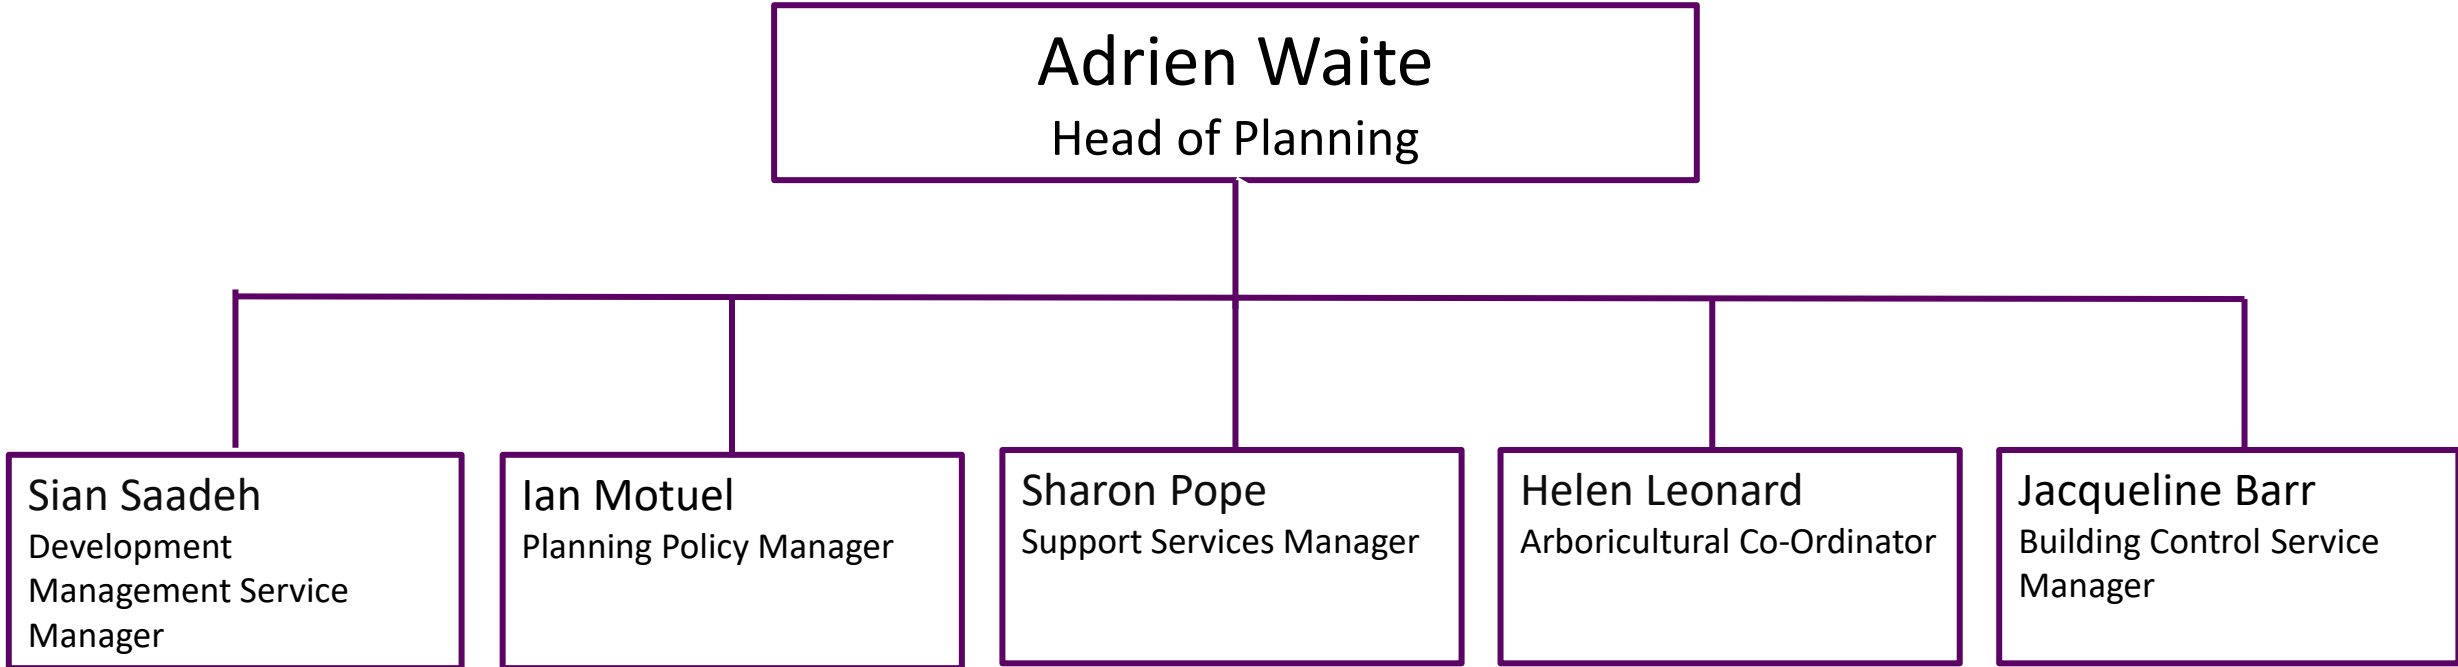 Adrien Waite
Head of Planning
Sian Saadeh
Development
Management Service
Manager
Ian Motuel
Planning Policy Manager
Sharon Pope
Support Services Manager
Helen Leonard
Arboricultural Co-Ordinator
Jacqueline Barr
Building Control Service
Manager